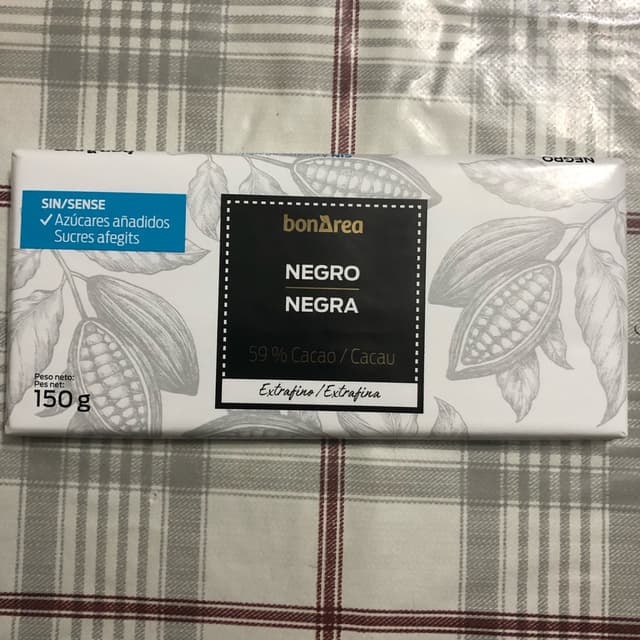 NEGRO
SIN/SENSE
✓ Azúcares añadidos
Sucres afegits
bonÀrea
NEGRO
NEGRA
59 % Cacao / Cacau
Extrafino / Extrafina
Peso neto:
Pes net:
150 g